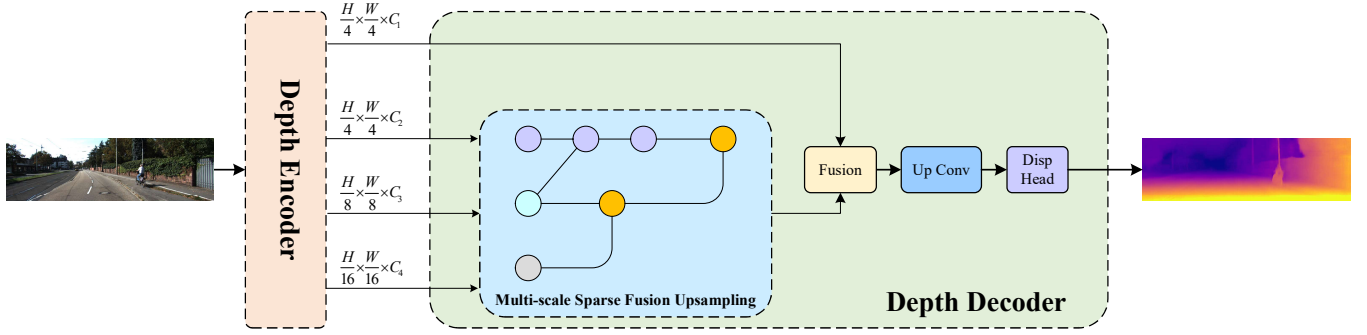 Depth Encoder
H/4 × W/4 × C₁
H/4 × W/4 × C₂
H/8 × W/8 × C₃
H/16 × W/16 × C₄
Multi-scale Sparse Fusion Upsampling
Fusion
Up Conv
Disp
Head
Depth Decoder